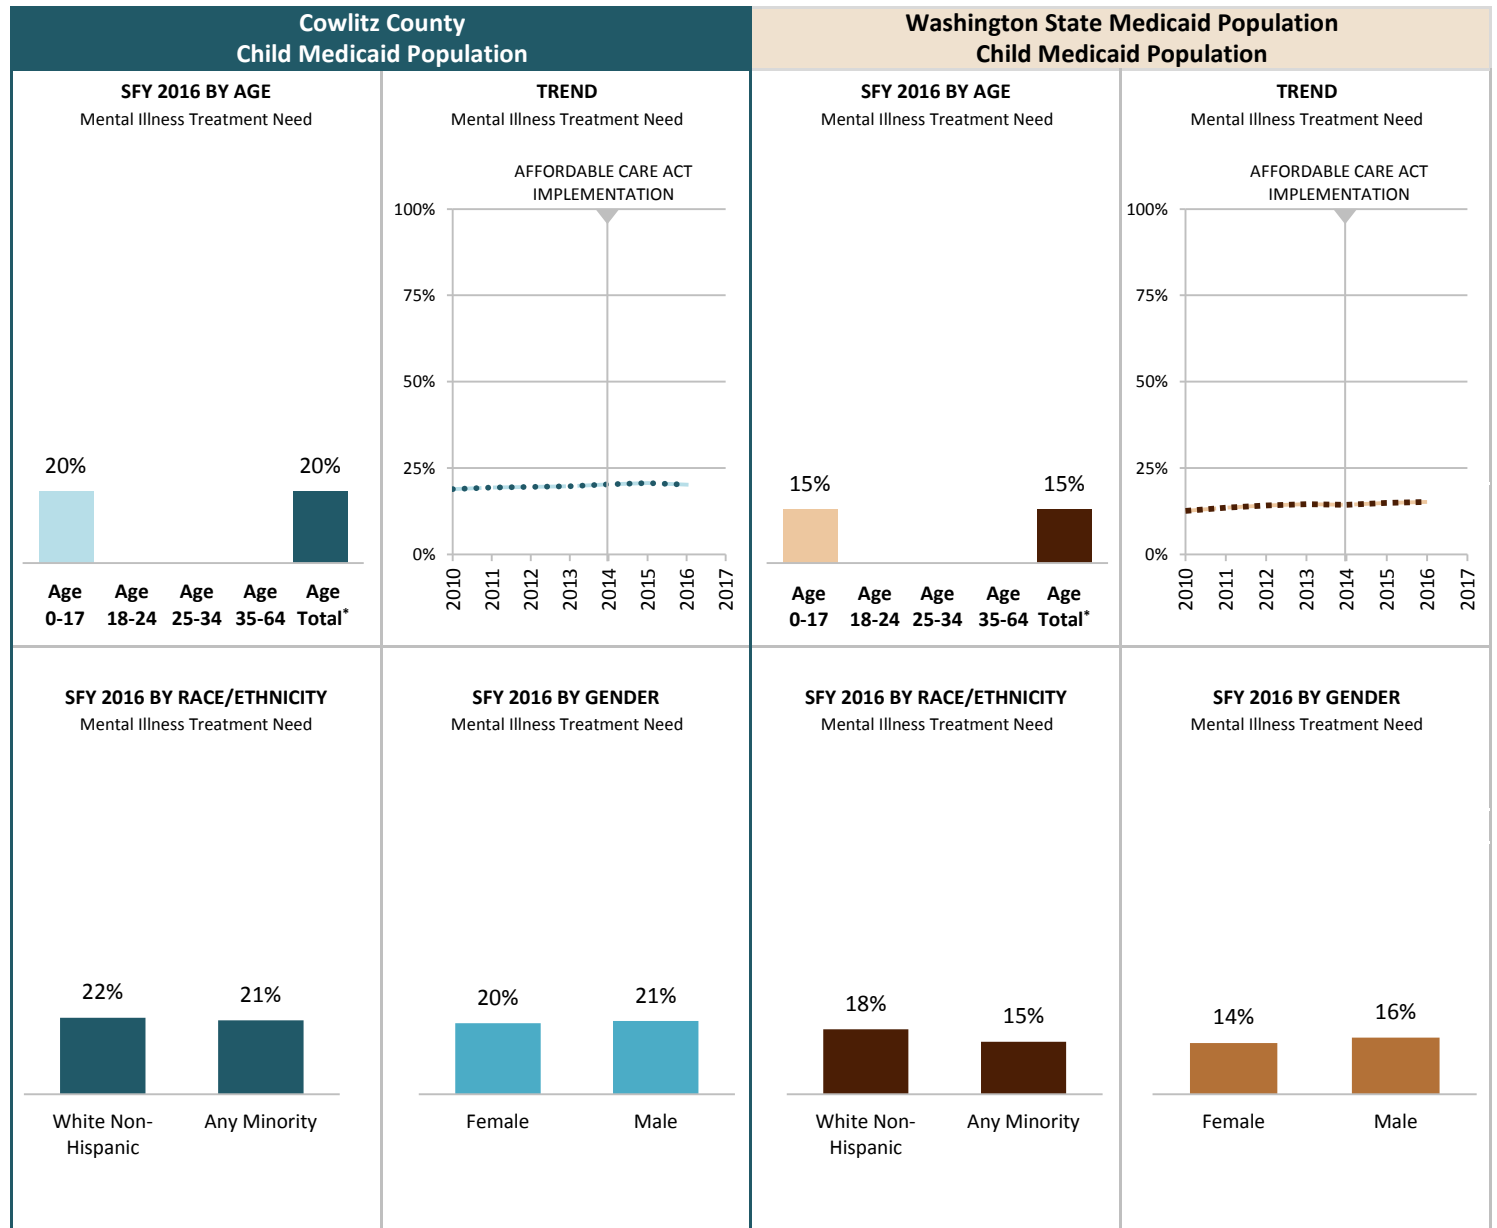 Cowlitz County
Child Medicaid Population
Washington State Medicaid Population
Child Medicaid Population
SFY 2016 BY AGE
Mental Illness Treatment Need
20%
20%
Age Age Age Age Age
0-17 18-24 25-34 35-64 Total*
TREND
Mental Illness Treatment Need
AFFORDABLE CARE ACT
IMPLEMENTATION
100%
75%
50%
25%
0%
2010
2011
2012
2013
2014
2015
2016
2017
SFY 2016 BY AGE
Mental Illness Treatment Need
15%
15%
Age Age Age Age Age
0-17 18-24 25-34 35-64 Total*
TREND
Mental Illness Treatment Need
AFFORDABLE CARE ACT
IMPLEMENTATION
100%
75%
50%
25%
0%
2010
2011
2012
2013
2014
2015
2016
2017
SFY 2016 BY RACE/ETHNICITY
Mental Illness Treatment Need
22%
21%
White Non-
Hispanic
Any Minority
SFY 2016 BY GENDER
Mental Illness Treatment Need
20%
21%
Female
Male
SFY 2016 BY RACE/ETHNICITY
Mental Illness Treatment Need
18%
15%
White Non-
Hispanic
Any Minority
SFY 2016 BY GENDER
Mental Illness Treatment Need
14%
16%
Female
Male